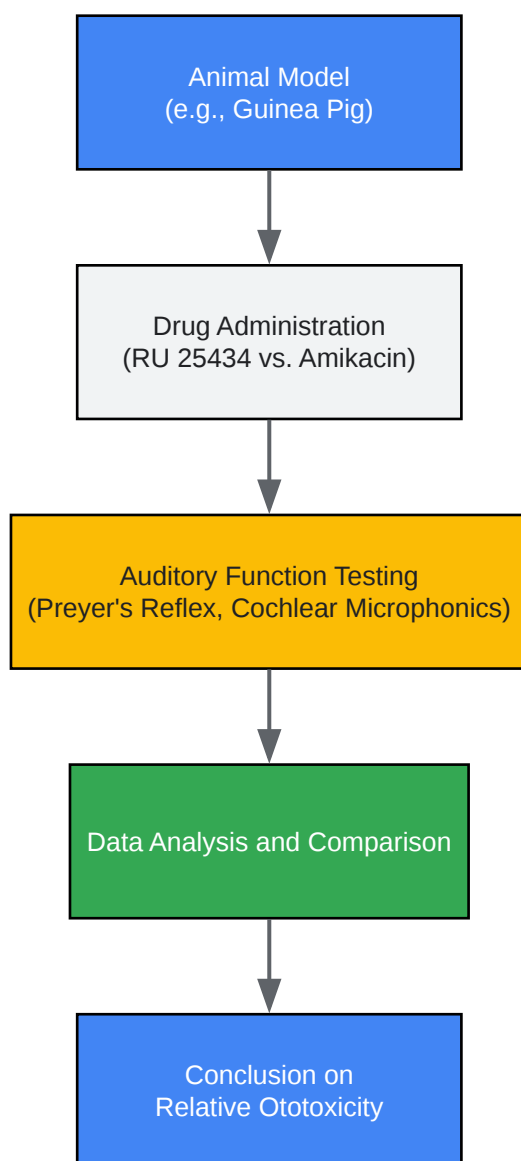 Animal Model
(e.g., Guinea Pig)
Drug Administration
(RU 25434 vs. Amikacin)
Auditory Function Testing
(Preyer's Reflex, Cochlear Microphonics)
Data Analysis and Comparison
Conclusion on
Relative Ototoxicity